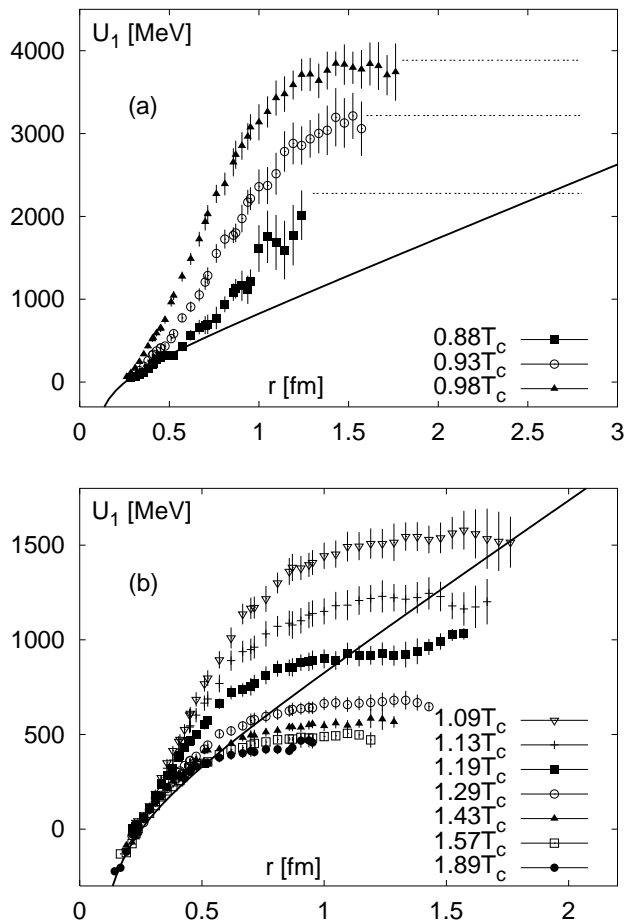 U_1 [MeV]
4000
(a)
3000
2000
1000
0.88T_c
0.93T_c
0
r [fm]
0.98T_c
0 0.5 1 1.5 2 2.5 3
U_1 [MeV]
1500
(b)
1000
1.09T_c
1.13T_c
500
1.19T_c
1.29T_c
1.43T_c
0
1.57T_c
r [fm]
1.89T_c
0 0.5 1 1.5 2